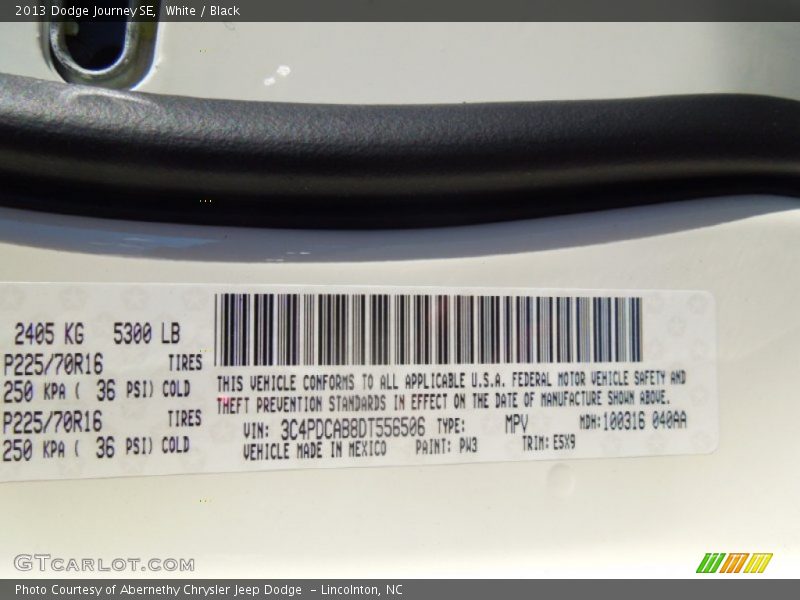 2013 Dodge Journey SE, White / Black
2405 KG 5300 LB
P225/70R16 TIRES
250 KPA ( 36 PSI) COLD
P225/70R16 TIRES
250 KPA ( 36 PSI) COLD
THIS VEHICLE CONFORMS TO ALL APPLICABLE U.S.A. FEDERAL MOTOR VEHICLE SAFETY AND
THEFT PREVENTION STANDARDS IN EFFECT ON THE DATE OF MANUFACTURE SHOWN ABOVE.
VIN: 3C4PDCAB8DT556506 TYPE: MPV MDH:100316 040AA
VEHICLE MADE IN MEXICO PAINT: PW3 TRIM:E5X9
GTCARLOT.COM
Photo Courtesy of Abernethy Chrysler Jeep Dodge - Lincolnton, NC